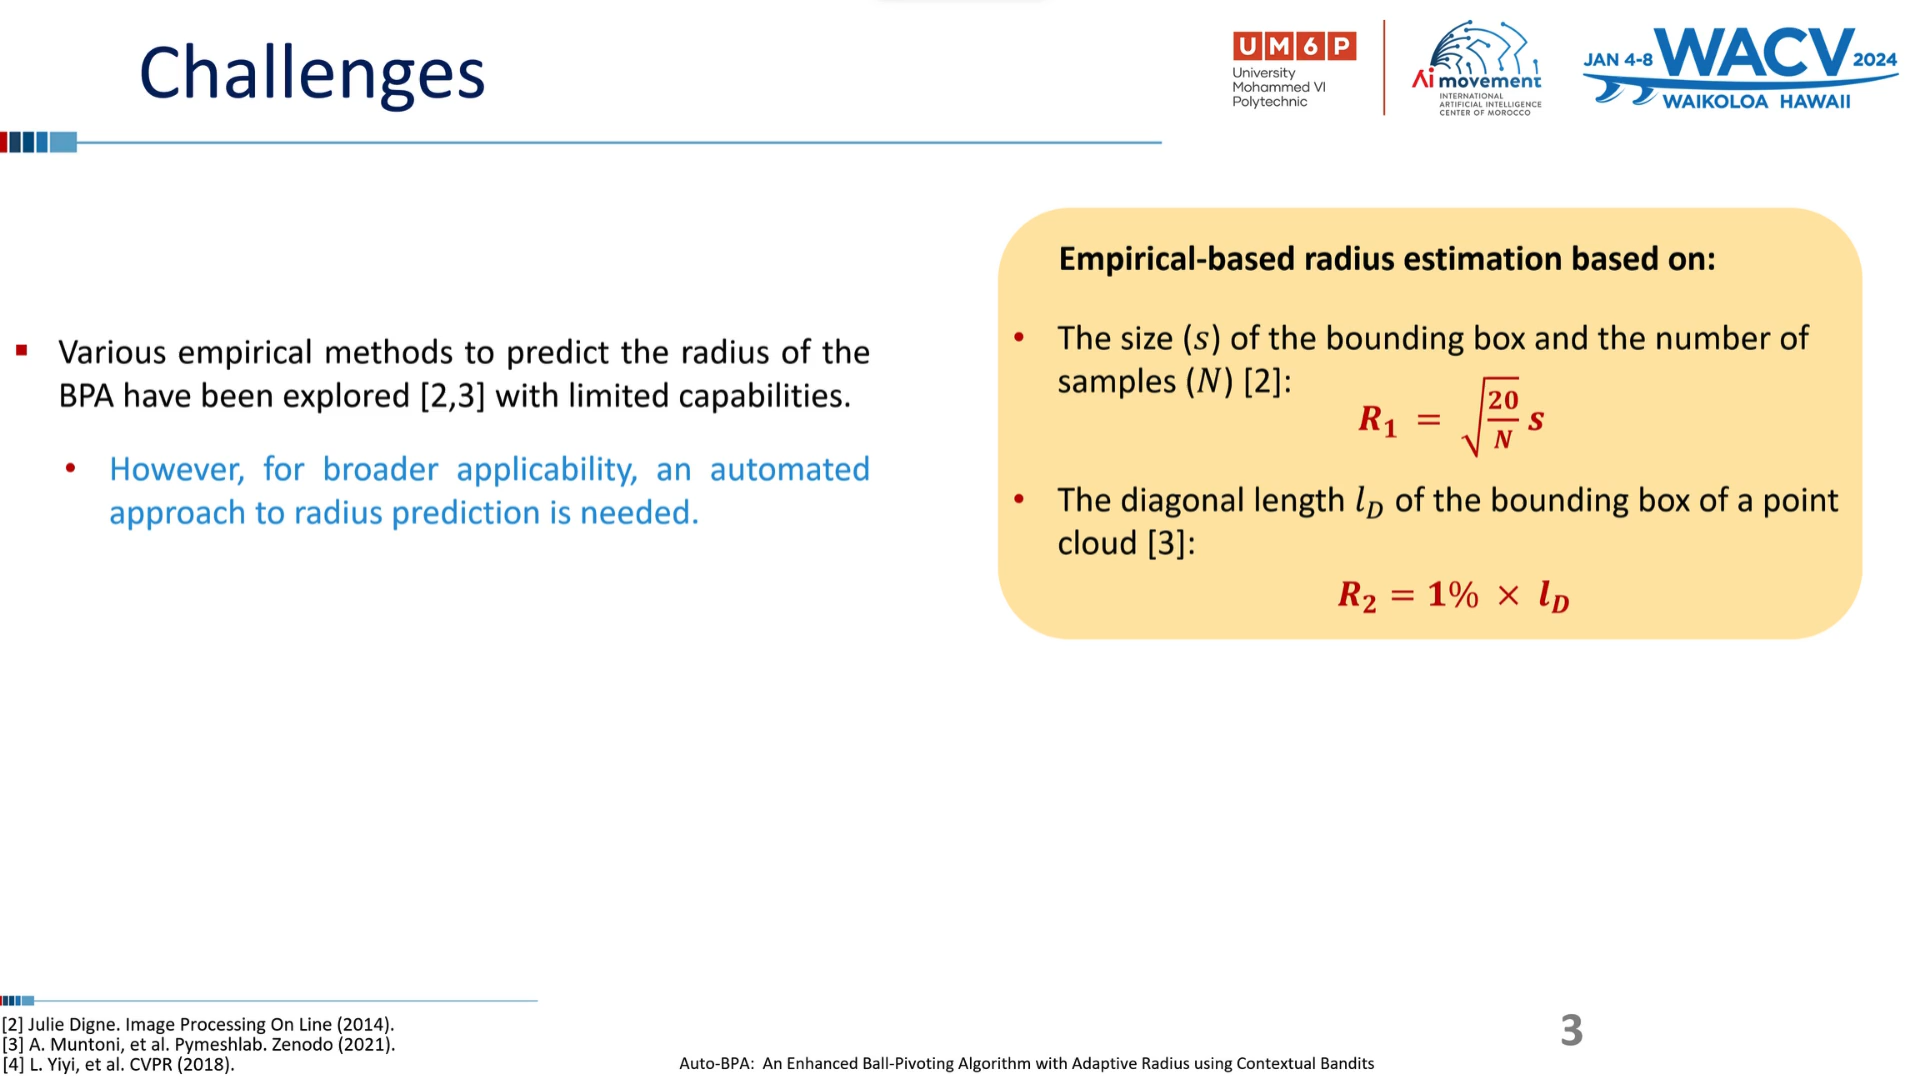 Challenges
UM6P
University
Mohammed VI
Polytechnic
Ai movement
INTERNATIONAL
ARTIFICIAL INTELLIGENCE
CENTER OF MOROCCO
JAN 4-8 WACV 2024
WAIKOLOA HAWAII
▪ Various empirical methods to predict the radius of the
BPA have been explored [2,3] with limited capabilities.
• However, for broader applicability, an automated
approach to radius prediction is needed.
Empirical-based radius estimation based on:
• The size (s) of the bounding box and the number of
samples (N) [2]:
R₁ = √(20/N) s
• The diagonal length l_D of the bounding box of a point
cloud [3]:
R₂ = 1% × l_D
[2] Julie Digne. Image Processing On Line (2014).
[3] A. Muntoni, et al. Pymeshlab. Zenodo (2021).
[4] L. Yiyi, et al. CVPR (2018).
Auto-BPA: An Enhanced Ball-Pivoting Algorithm with Adaptive Radius using Contextual Bandits
3